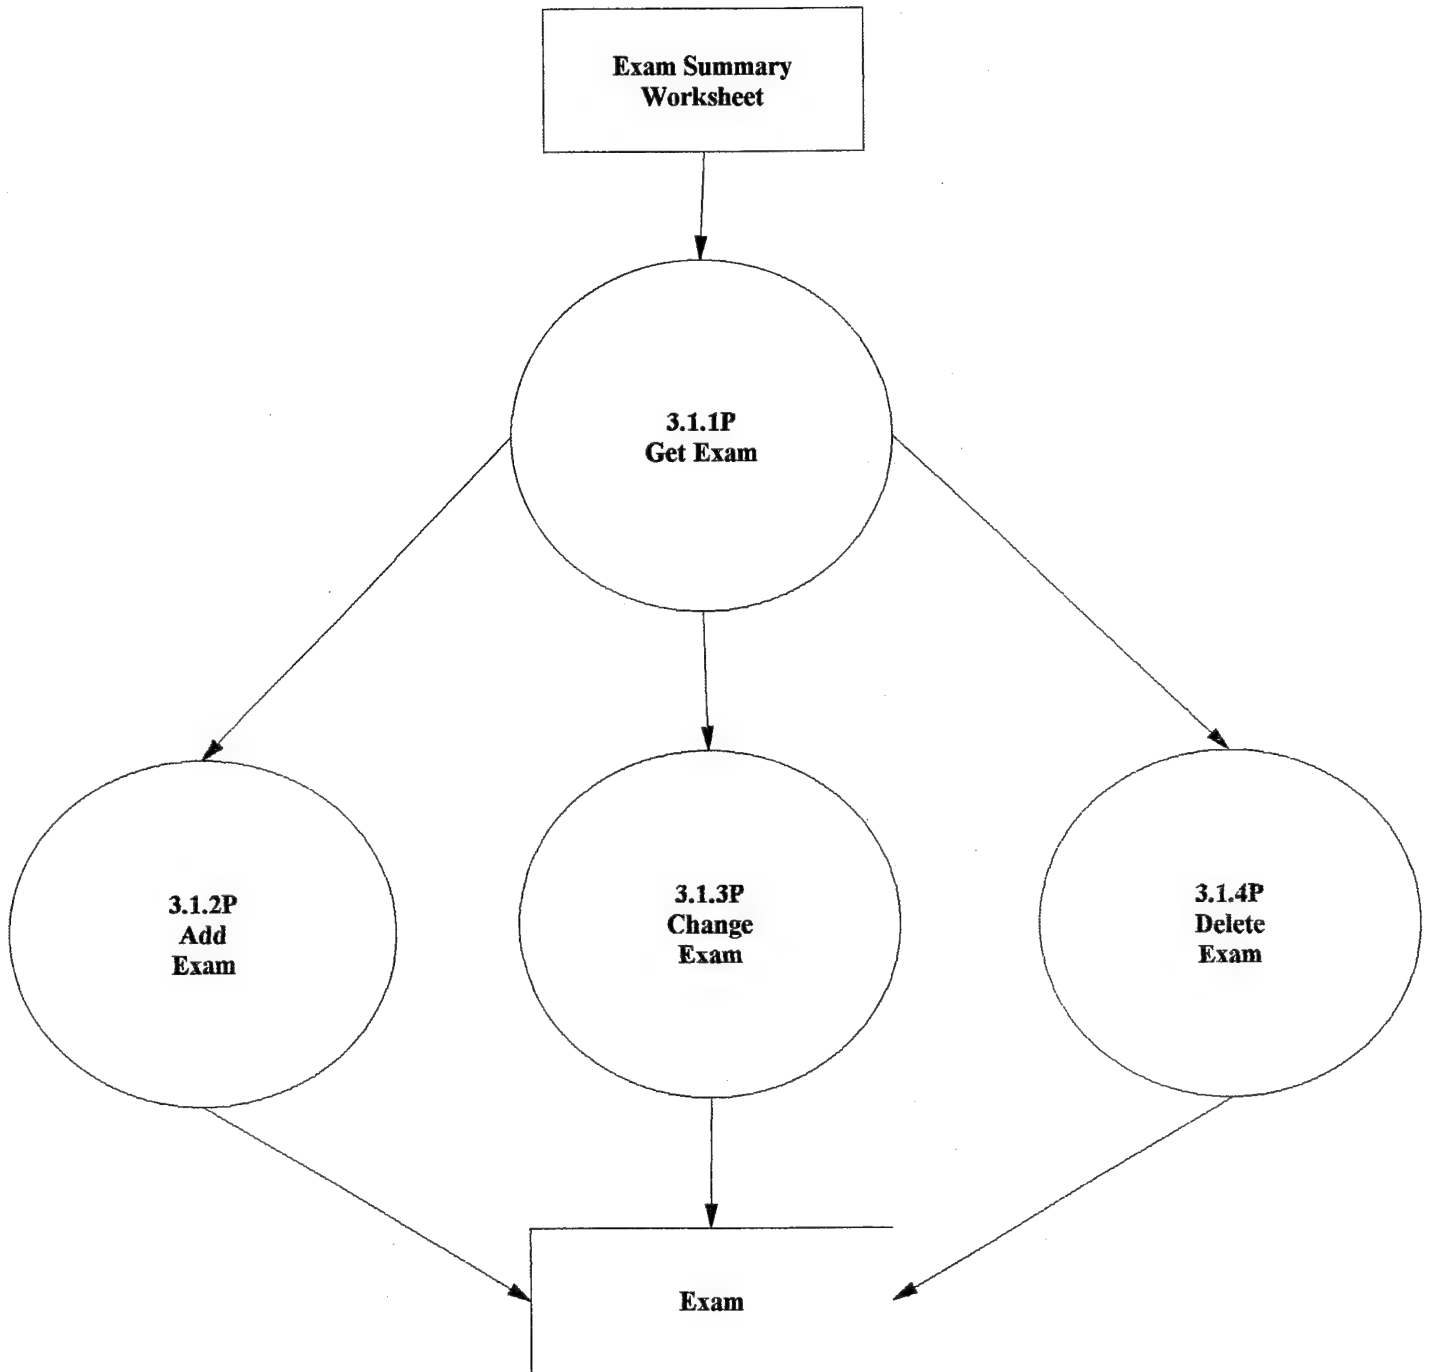 Exam Summary
Worksheet
3.1.1P
Get Exam
3.1.2P
Add
Exam
3.1.3P
Change
Exam
3.1.4P
Delete
Exam
Exam